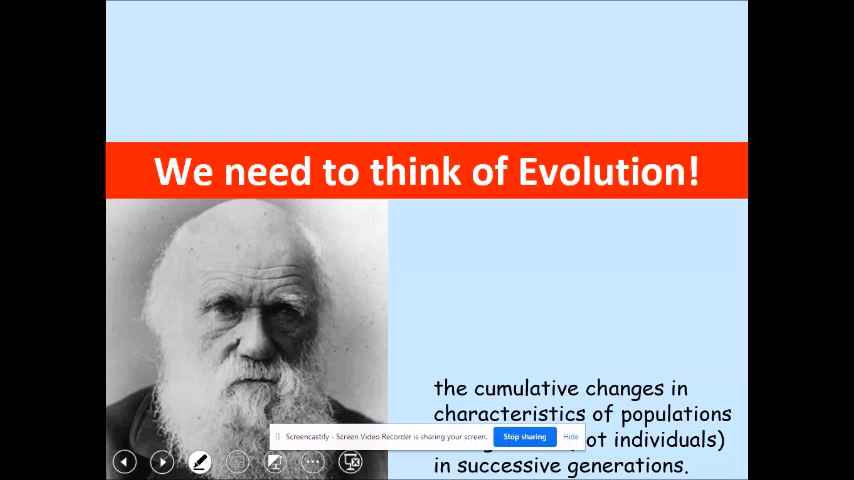 We need to think of Evolution!
the cumulative changes in
characteristics of populations
ot individuals)
in successive generations.
Screencastify - Screen Video Recorder is sharing your screen.
Stop sharing
Hide